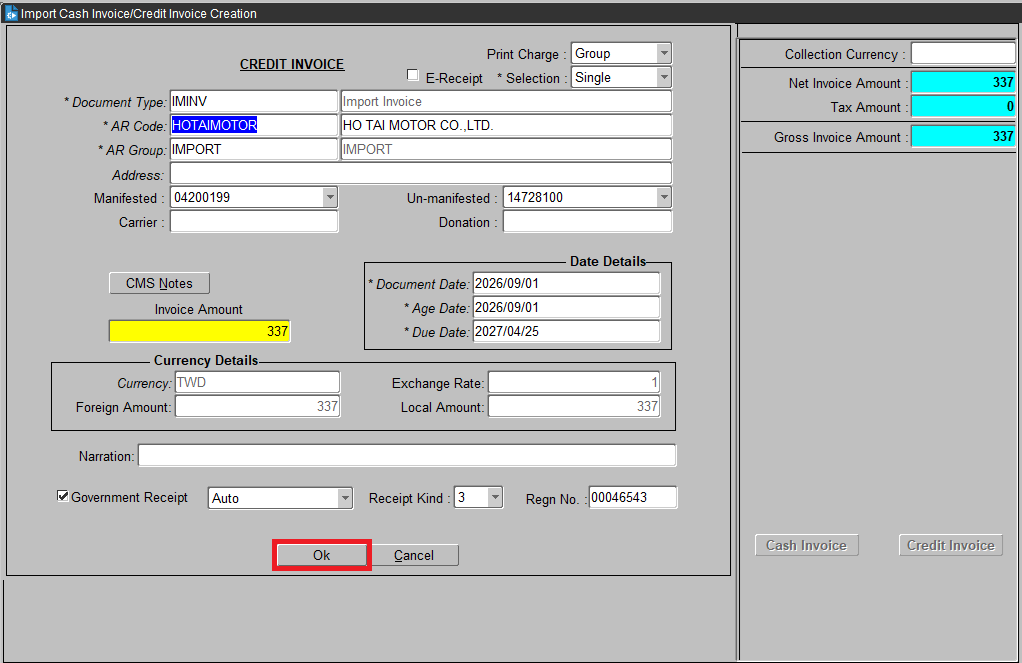 Import Cash Invoice/Credit Invoice Creation
CREDIT INVOICE
Print Charge : Group
E-Receipt * Selection : Single
* Document Type: IMINV Import Invoice
* AR Code: HOTAIMOTOR HO TAI MOTOR CO.,LTD.
* AR Group: IMPORT IMPORT
Address:
Manifested : 04200199 Un-manifested : 14728100
Carrier : Donation :
CMS Notes
Invoice Amount
337
Date Details
* Document Date: 2026/09/01
* Age Date: 2026/09/01
* Due Date: 2027/04/25
Currency Details
Currency: TWD Exchange Rate: 1
Foreign Amount: 337 Local Amount: 337
Narration:
Government Receipt Auto Receipt Kind : 3 Regn No. : 00046543
Ok Cancel
Collection Currency :
Net Invoice Amount : 337
Tax Amount : 0
Gross Invoice Amount : 337
Cash Invoice Credit Invoice